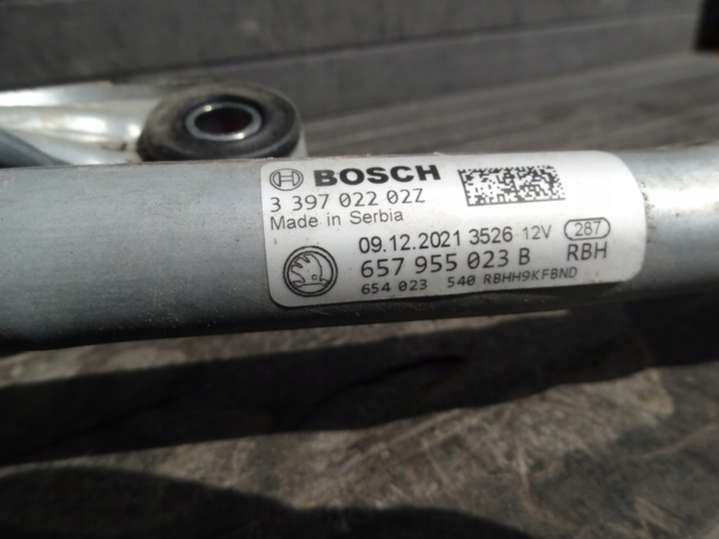 BOSCH
3 397 022 02Z
Made in Serbia
09.12.2021 3526 12V 287
657 955 023 B RBH
654 023 540 RBHH9KFBND